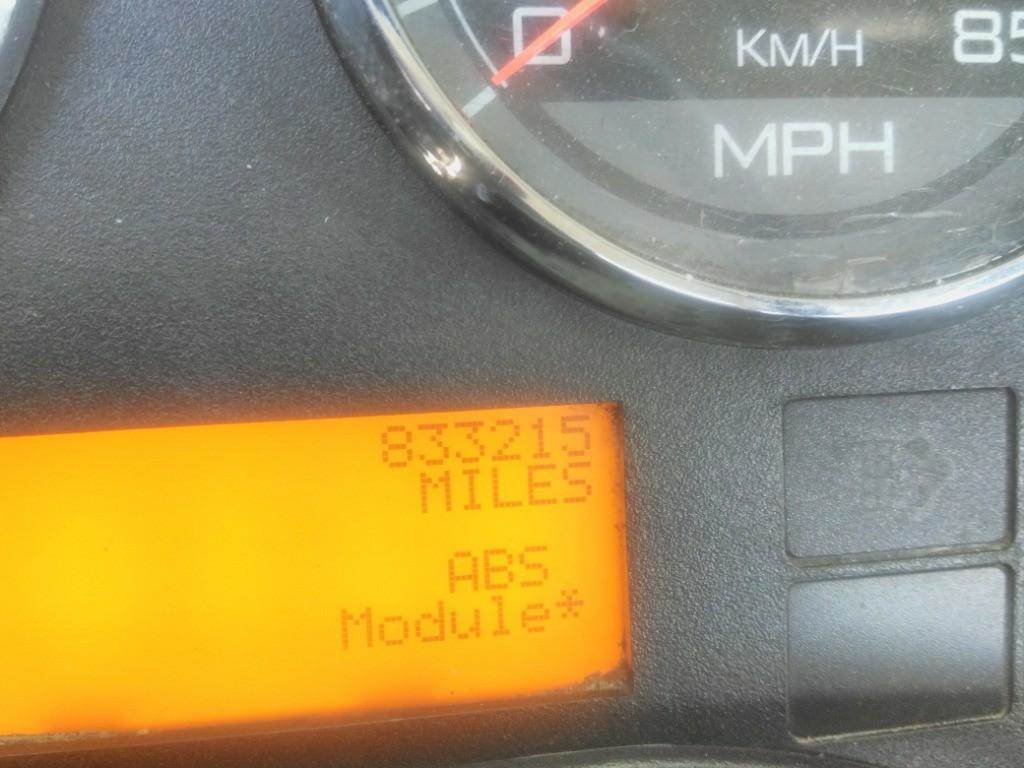 0
KM/H
85
MPH
833215
MILES
ABS
Module*